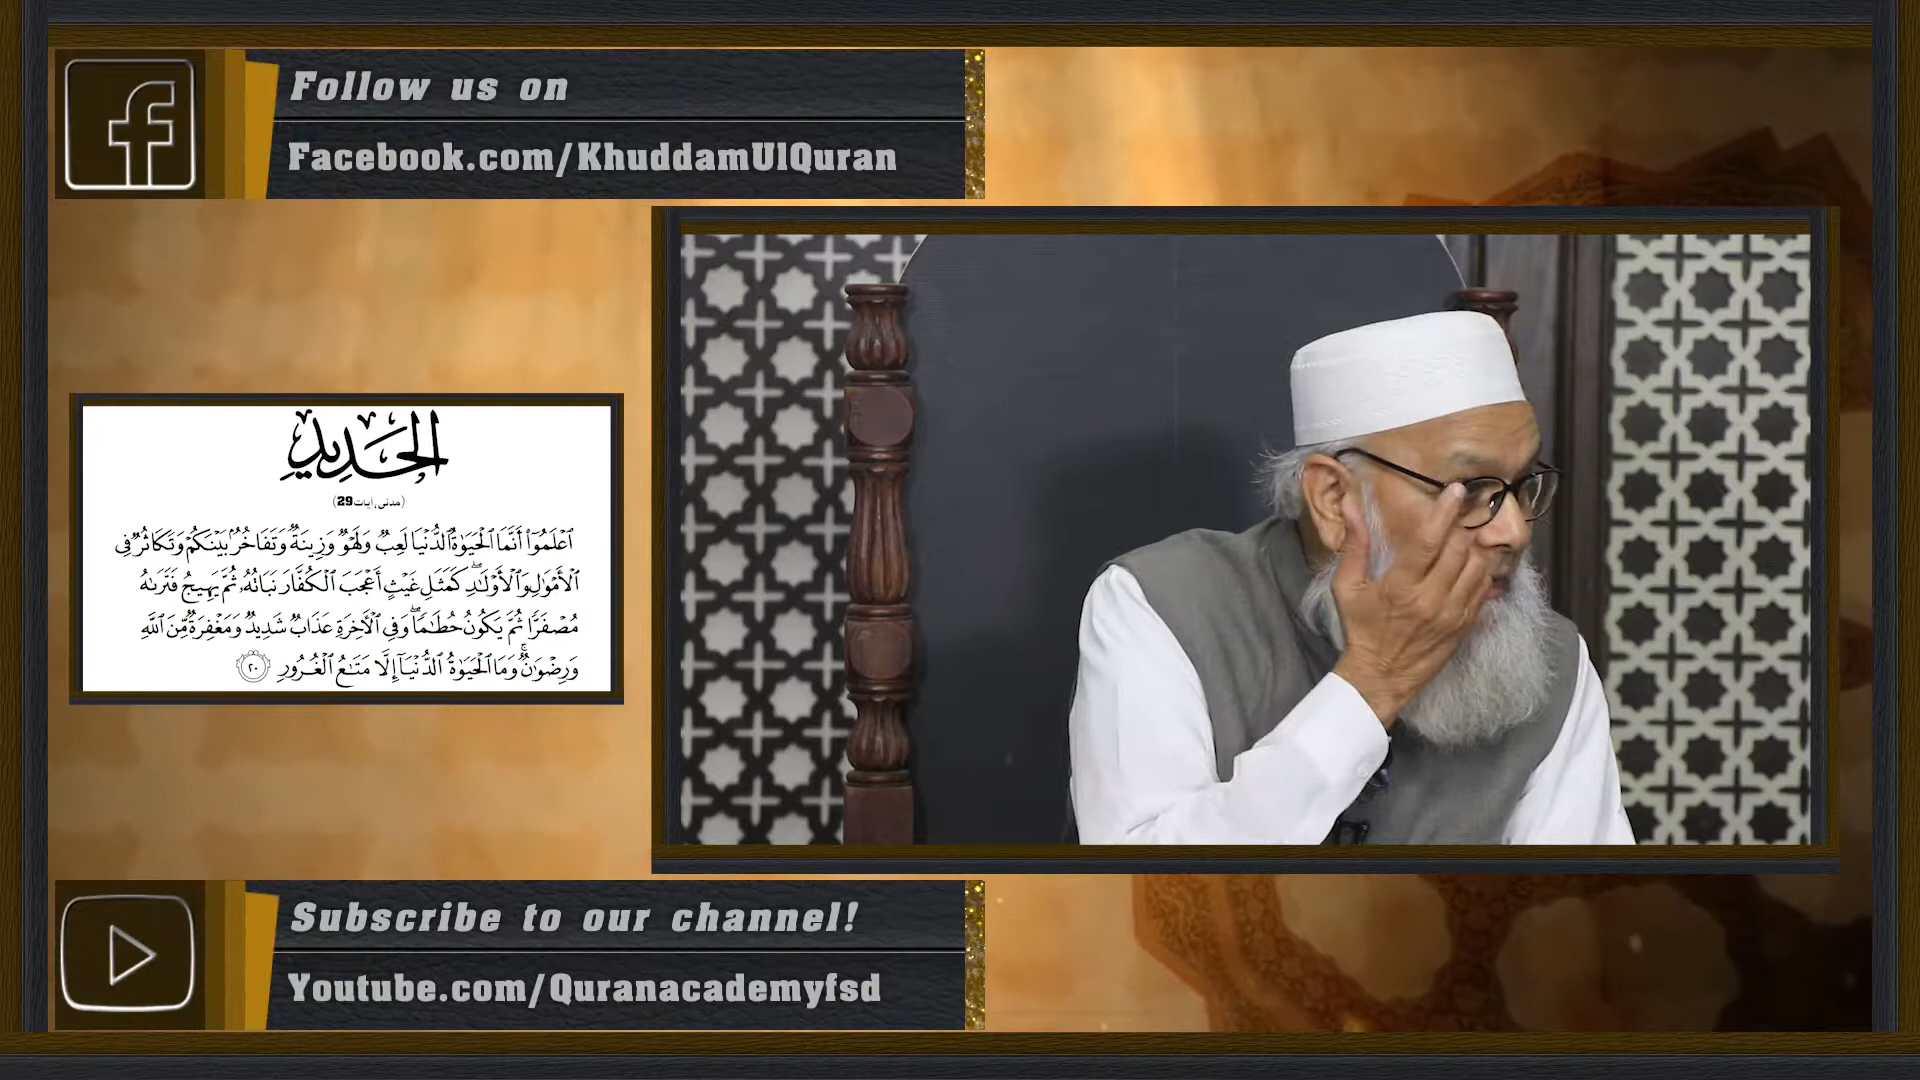 Follow us on
Facebook.com/KhuddamUlQuran
الحَدِيدِ
(مدنی، آیات 29)
ٱعْلَمُوٓا۟ أَنَّمَا ٱلْحَيَوٰةُ ٱلدُّنْيَا لَعِبٌ وَلَهْوٌ وَزِينَةٌ وَتَفَاخُرٌۢ بَيْنَكُمْ وَتَكَاثُرٌ فِى
ٱلْأَمْوَٰلِ وَٱلْأَوْلَـٰدِ ۖ كَمَثَلِ غَيْثٍ أَعْجَبَ ٱلْكُفَّارَ نَبَاتُهُۥ ثُمَّ يَهِيجُ فَتَرَىٰهُ
مُصْفَرًّا ثُمَّ يَكُونُ حُطَـٰمًا ۖ وَفِى ٱلْـَٔاخِرَةِ عَذَابٌ شَدِيدٌ وَمَغْفِرَةٌ مِّنَ ٱللَّهِ
وَرِضْوَٰنٌ ۚ وَمَا ٱلْحَيَوٰةُ ٱلدُّنْيَآ إِلَّا مَتَـٰعُ ٱلْغُرُورِ ٢٠
Subscribe to our channel!
Youtube.com/Quranacademyfsd